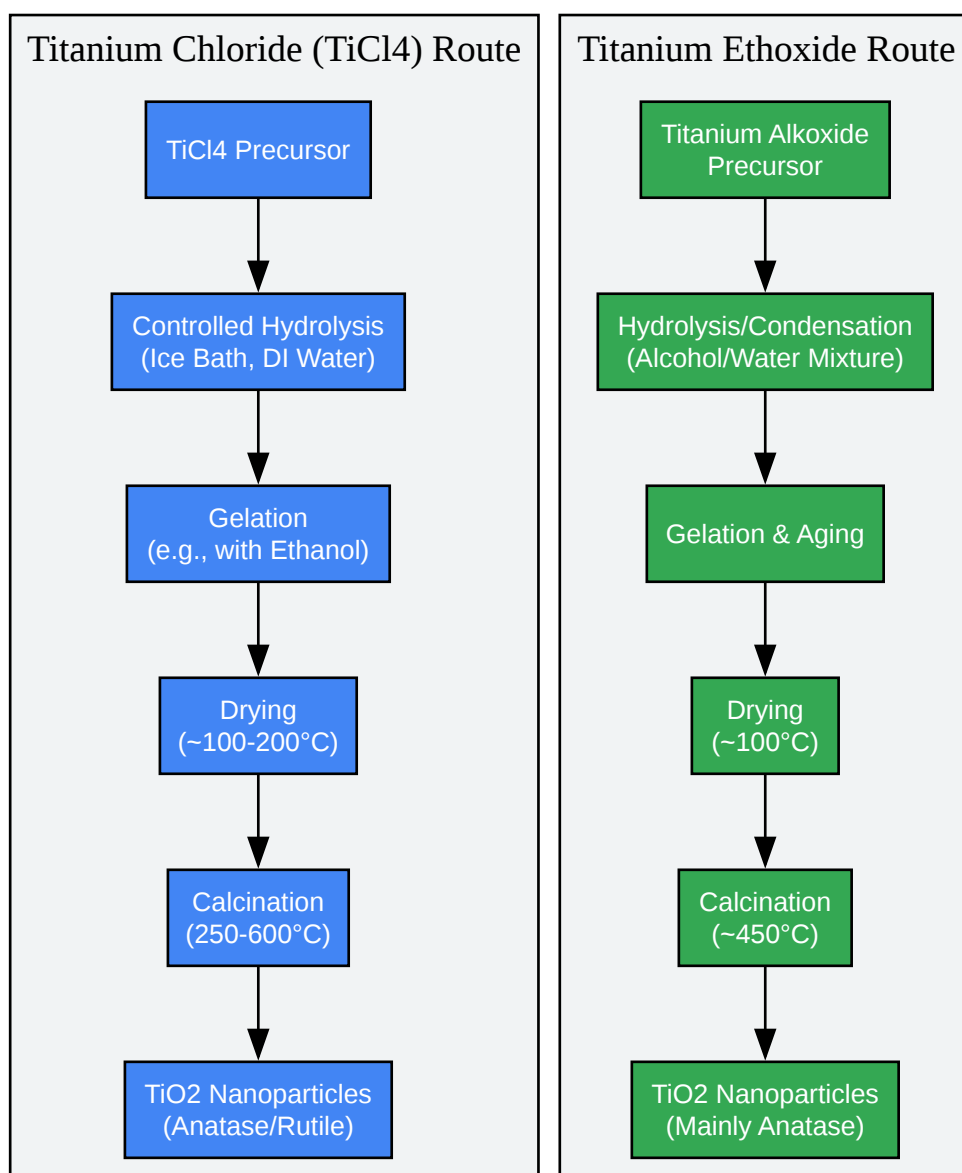 Titanium Chloride (TiCl4) Route
TiCl4 Precursor
Controlled Hydrolysis
(Ice Bath, DI Water)
Gelation
(e.g., with Ethanol)
Drying
(~100-200°C)
Calcination
(250-600°C)
TiO2 Nanoparticles
(Anatase/Rutile)
Titanium Ethoxide Route
Titanium Alkoxide
Precursor
Hydrolysis/Condensation
(Alcohol/Water Mixture)
Gelation & Aging
Drying
(~100°C)
Calcination
(~450°C)
TiO2 Nanoparticles
(Mainly Anatase)